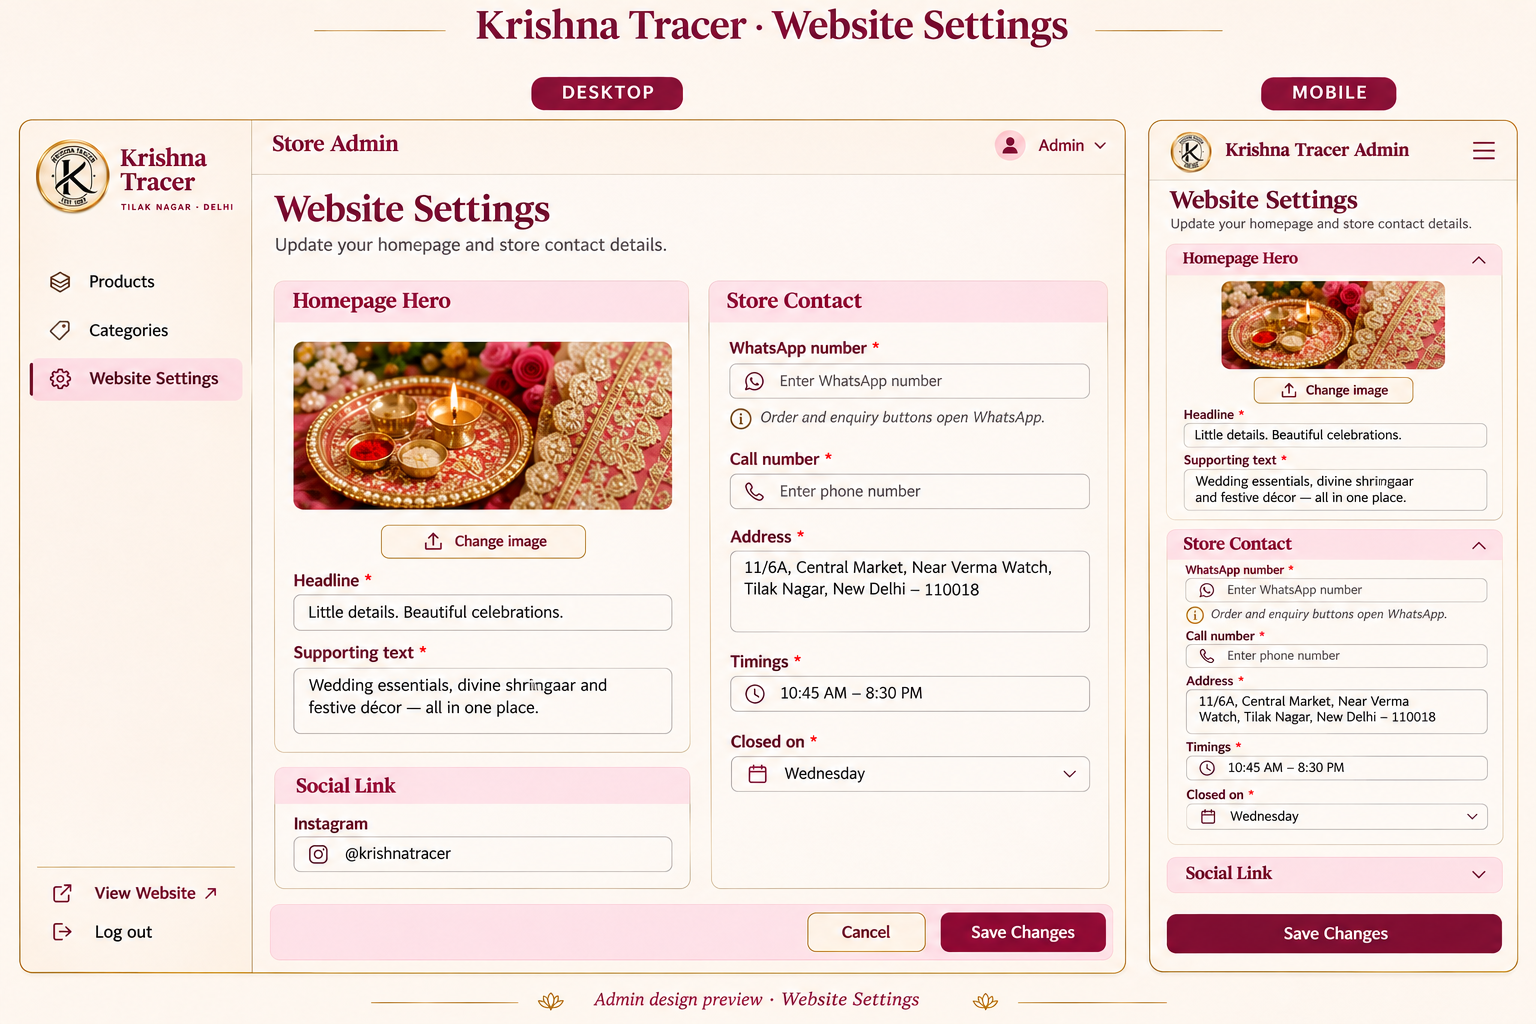 Krishna Tracer · Website Settings
DESKTOP
Krishna
Tracer
TILAK NAGAR · DELHI
Products
Categories
Website Settings
View Website
Log out
Store Admin
Admin
Website Settings
Update your homepage and store contact details.
Homepage Hero
Change image
Headline *
Little details. Beautiful celebrations.
Supporting text *
Wedding essentials, divine shringaar and
festive décor — all in one place.
Social Link
Instagram
@krishnatracer
Store Contact
WhatsApp number *
Enter WhatsApp number
Order and enquiry buttons open WhatsApp.
Call number *
Enter phone number
Address *
11/6A, Central Market, Near Verma Watch,
Tilak Nagar, New Delhi – 110018
Timings *
10:45 AM – 8:30 PM
Closed on *
Wednesday
Cancel
Save Changes
MOBILE
Krishna Tracer Admin
Website Settings
Update your homepage and store contact details.
Homepage Hero
Change image
Headline *
Little details. Beautiful celebrations.
Supporting text *
Wedding essentials, divine shringaar
and festive décor — all in one place.
Store Contact
WhatsApp number *
Enter WhatsApp number
Order and enquiry buttons open WhatsApp.
Call number *
Enter phone number
Address *
11/6A, Central Market, Near Verma
Watch, Tilak Nagar, New Delhi – 110018
Timings *
10:45 AM – 8:30 PM
Closed on *
Wednesday
Social Link
Save Changes
Admin design preview · Website Settings